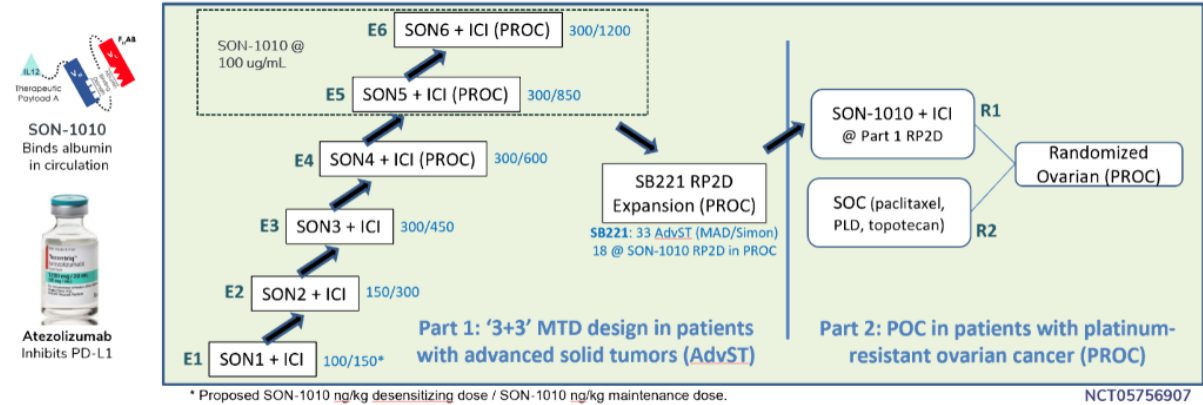 IL12
Therapeutic
Payload A
SON-1010
Binds albumin
in circulation
Atezolizumab
Inhibits PD-L1
SON-1010 @
100 ug/mL
E6 SON6 + ICI (PROC) 300/1200
E5 SON5 + ICI (PROC) 300/850
E4 SON4 + ICI (PROC) 300/600
E3 SON3 + ICI 300/450
E2 SON2 + ICI 150/300
E1 SON1 + ICI 100/150*
SB221 RP2D
Expansion (PROC)
SB221: 33 AdvST (MAD/Simon)
18 @ SON-1010 RP2D in PROC
Part 1: ‘3+3’ MTD design in patients
with advanced solid tumors (AdvST)
SON-1010 + ICI
@ Part 1 RP2D
R1
SOC (paclitaxel,
PLD, topotecan)
R2
Randomized
Ovarian (PROC)
Part 2: POC in patients with platinum-
resistant ovarian cancer (PROC)
* Proposed SON-1010 ng/kg desensitizing dose / SON-1010 ng/kg maintenance dose.
NCT05756907